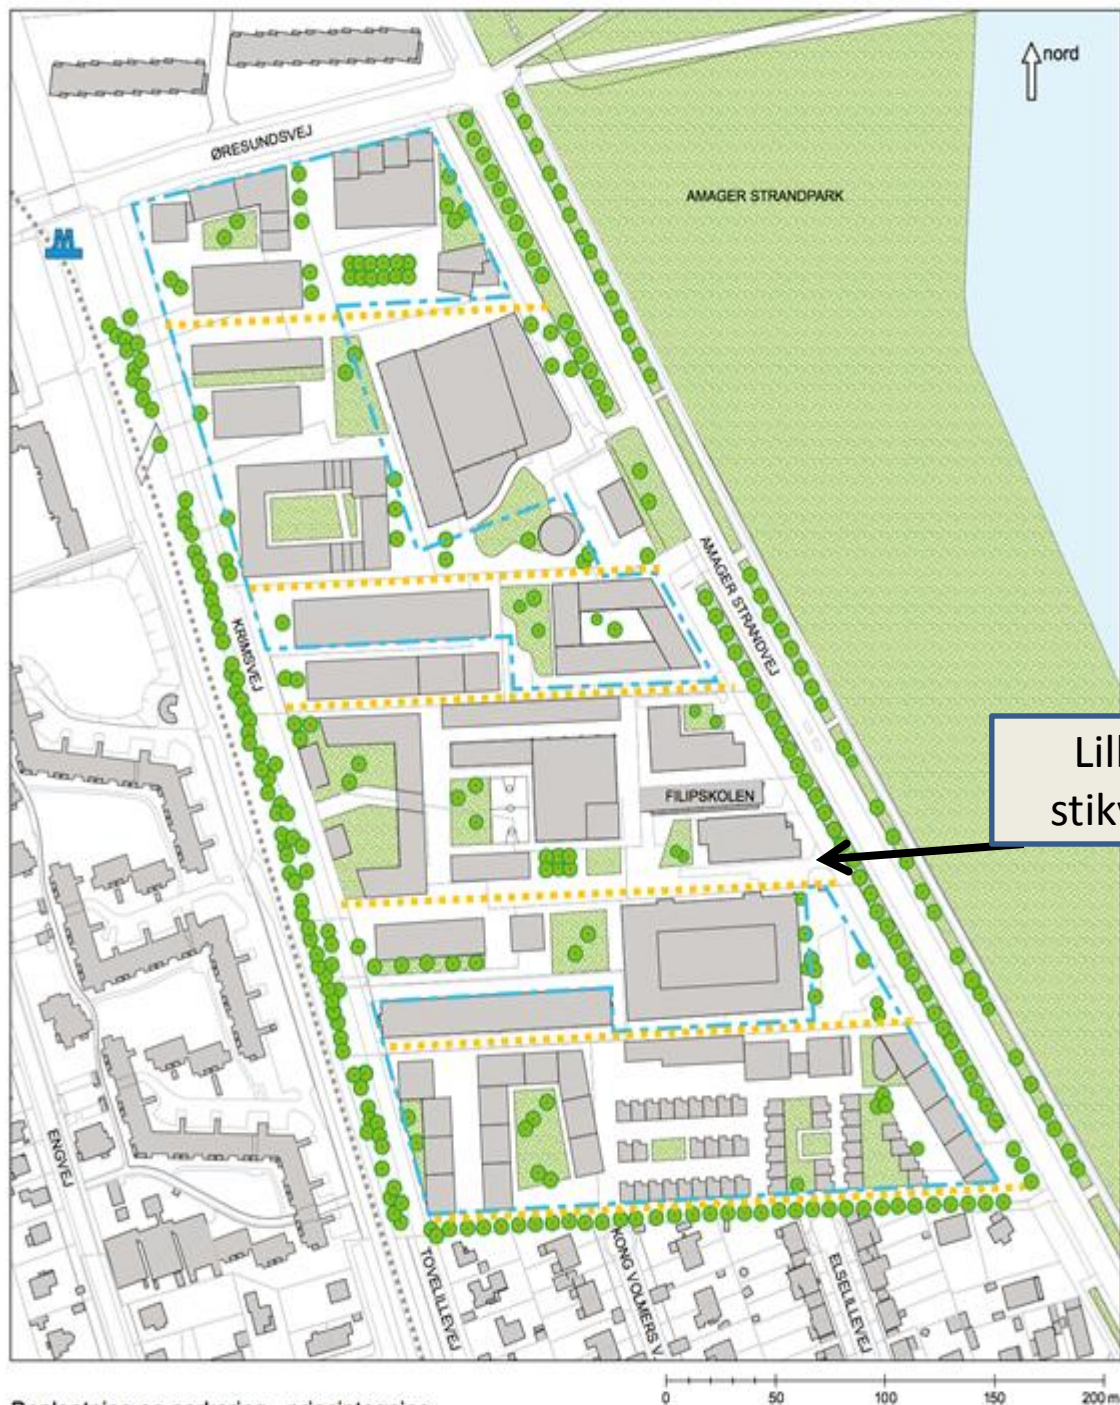 nord
ØRESUNDSVEJ
AMAGER STRANDPARK
M
AMAGER STRANDVEJ
KRIMSVEJ
Lill
stikv
FILIPSKOLEN
ENGVEJ
TOVELILLEVEJ
KONG VOLMERS V.
ELSELILLEVEJ
0 50 100 150 200 m